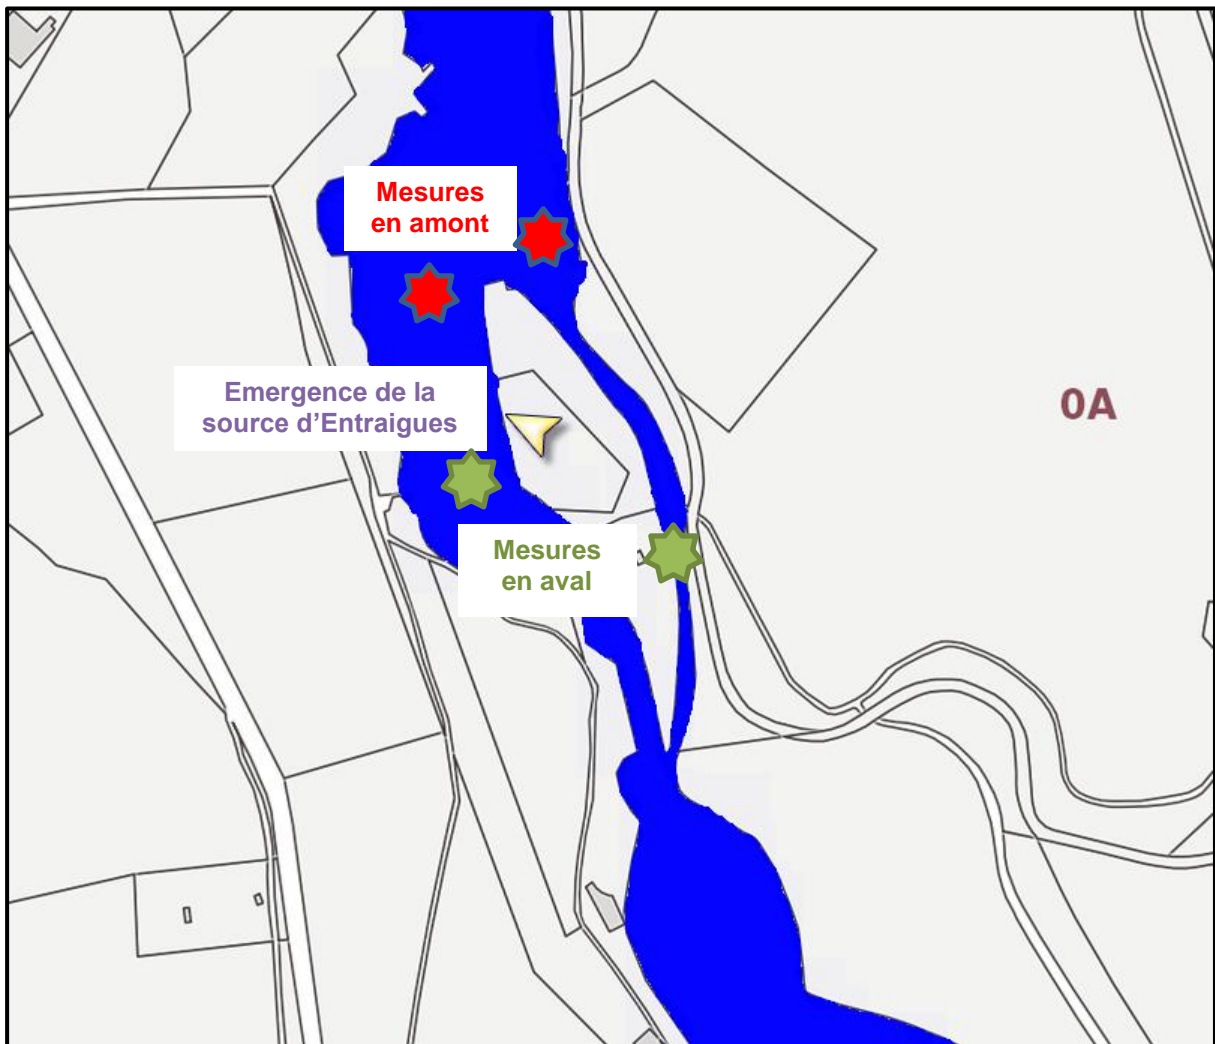 Mesures
en amont
Emergence de la
source d’Entraigues
0A
Mesures
en aval